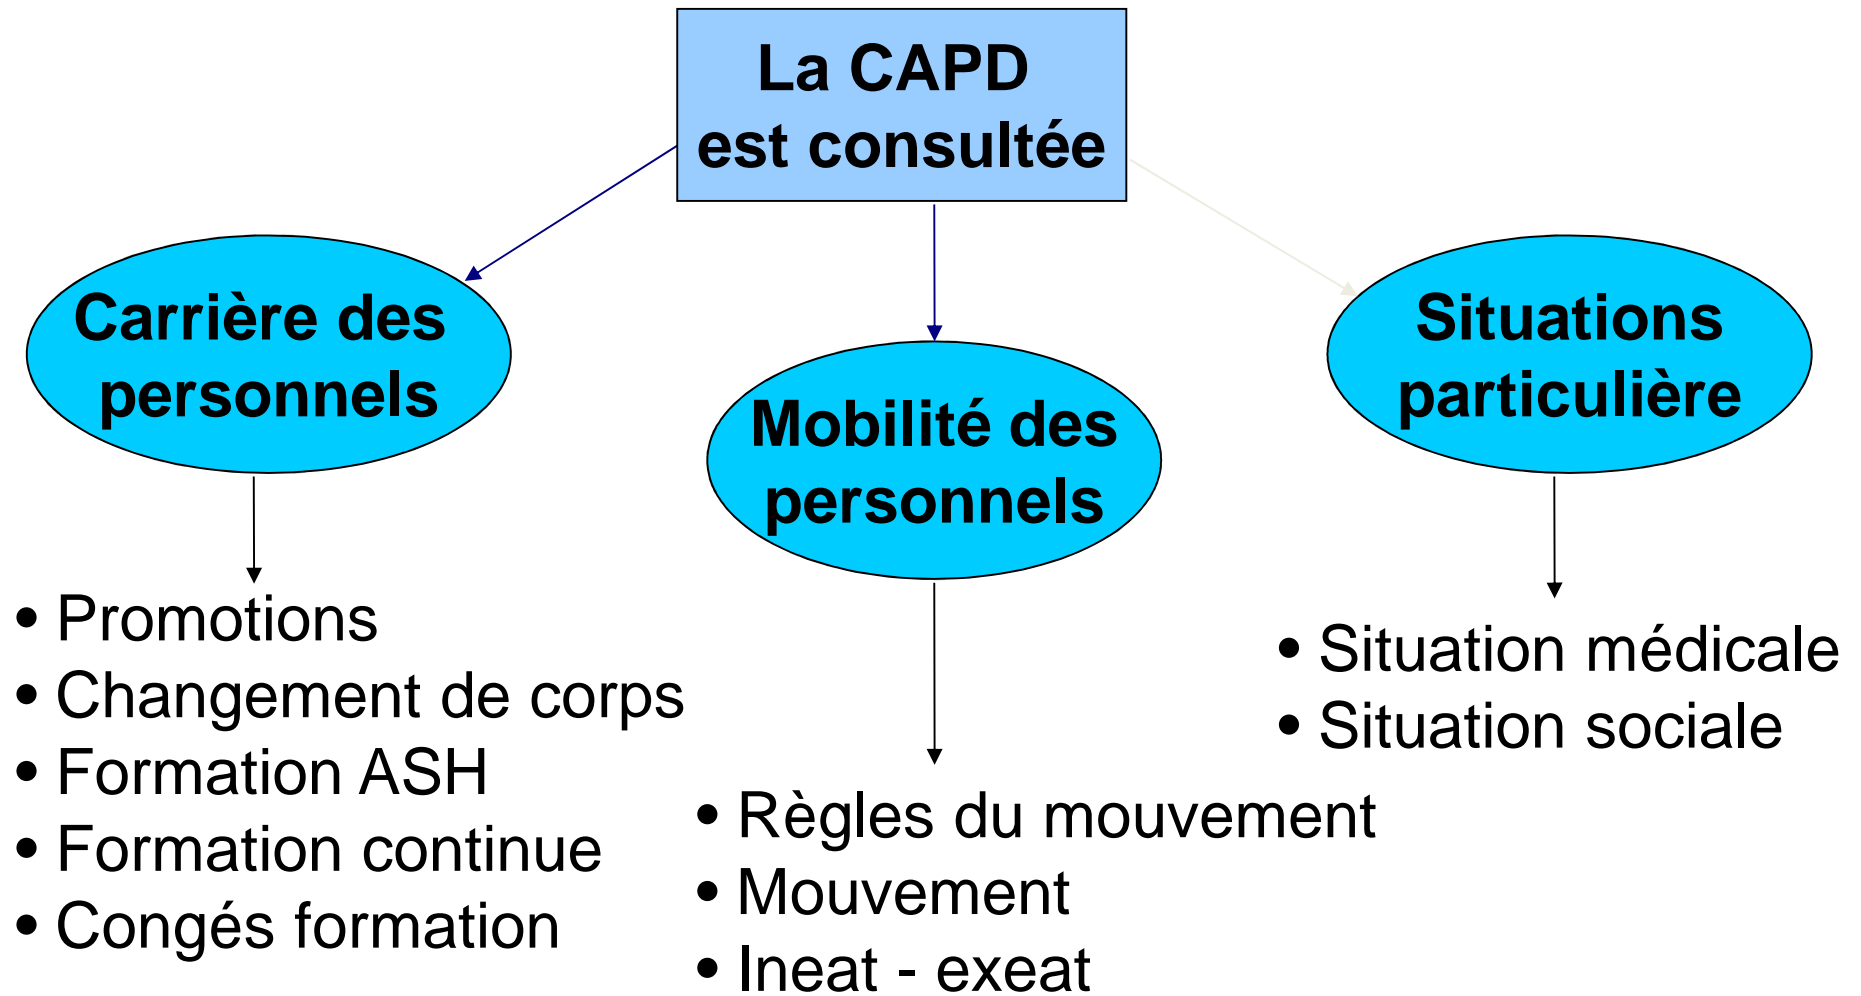 La CAPD
est consultée
Carrière des
personnels
• Promotions
• Changement de corps
• Formation ASH
• Formation continue
• Congés formation
Mobilité des
personnels
• Règles du mouvement
• Mouvement
• Ineat - exeat
Situations
particulière
• Situation médicale
• Situation sociale